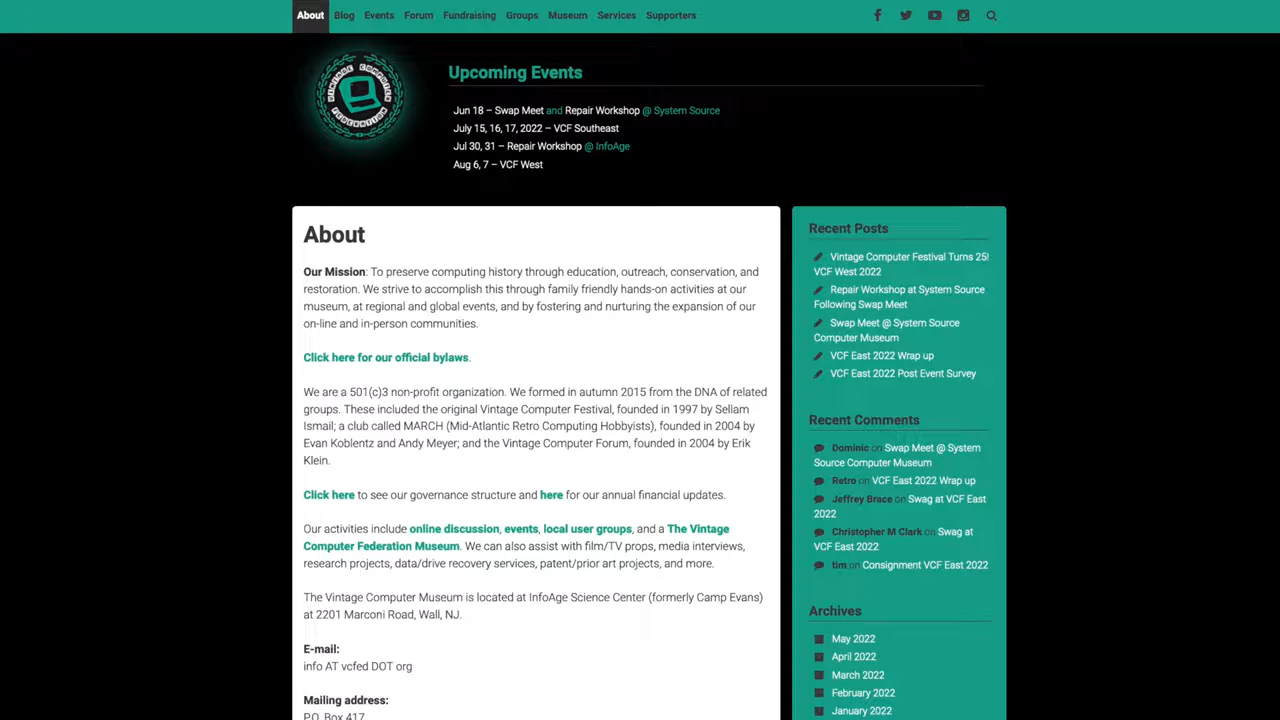 About Blog Events Forum Fundraising Groups Museum Services Supporters
VINTAGE COMPUTER
FEDERATION
Upcoming Events
Jun 18 – Swap Meet and Repair Workshop @ System Source
July 15, 16, 17, 2022 – VCF Southeast
Jul 30, 31 – Repair Workshop @ InfoAge
Aug 6, 7 – VCF West
About
Our Mission: To preserve computing history through education, outreach, conservation, and
restoration. We strive to accomplish this through family friendly hands-on activities at our
museum, at regional and global events, and by fostering and nurturing the expansion of our
on-line and in-person communities.
Click here for our official bylaws.
We are a 501(c)3 non-profit organization. We formed in autumn 2015 from the DNA of related
groups. These included the original Vintage Computer Festival, founded in 1997 by Sellam
Ismail; a club called MARCH (Mid-Atlantic Retro Computing Hobbyists), founded in 2004 by
Evan Koblentz and Andy Meyer; and the Vintage Computer Forum, founded in 2004 by Erik
Klein.
Click here to see our governance structure and here for our annual financial updates.
Our activities include online discussion, events, local user groups, and a The Vintage
Computer Federation Museum. We can also assist with film/TV props, media interviews,
research projects, data/drive recovery services, patent/prior art projects, and more.
The Vintage Computer Museum is located at InfoAge Science Center (formerly Camp Evans)
at 2201 Marconi Road, Wall, NJ.
E-mail:
info AT vcfed DOT org
Mailing address:
P.O. Box 417
Recent Posts
Vintage Computer Festival Turns 25!
VCF West 2022
Repair Workshop at System Source
Following Swap Meet
Swap Meet @ System Source
Computer Museum
VCF East 2022 Wrap up
VCF East 2022 Post Event Survey
Recent Comments
Dominic on Swap Meet @ System
Source Computer Museum
Retro on VCF East 2022 Wrap up
Jeffrey Brace on Swag at VCF East
2022
Christopher M Clark on Swag at
VCF East 2022
tim on Consignment VCF East 2022
Archives
May 2022
April 2022
March 2022
February 2022
January 2022